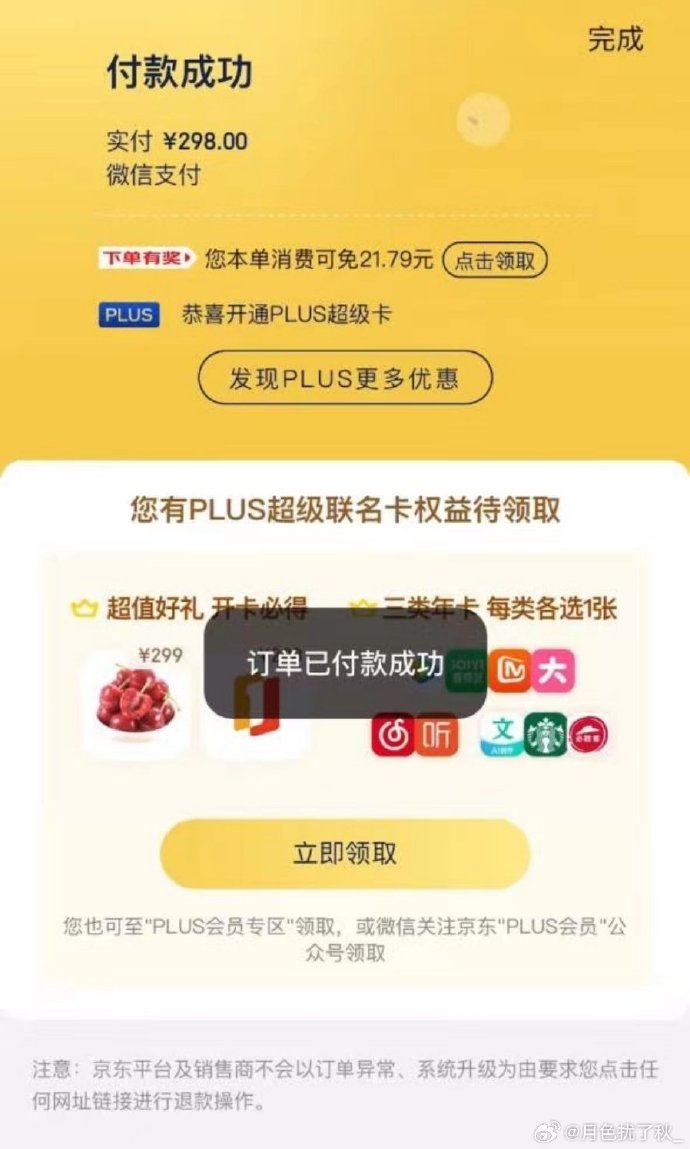 完成
付款成功
实付 ¥298.00
微信支付
下单有奖 您本单消费可免21.79元 点击领取
PLUS 恭喜开通PLUS超级卡
发现PLUS更多优惠
您有PLUS超级联名卡权益待领取
超值好礼 开卡必得 三类年卡 每类各选1张
¥299
订单已付款成功
大
听 文 必胜客
AI创作
立即领取
您也可至"PLUS会员专区"领取，或微信关注京东"PLUS会员"公
众号领取
注意：京东平台及销售商不会以订单异常、系统升级为由要求您点击任
何网址链接进行退款操作。
@月色扰了秋_